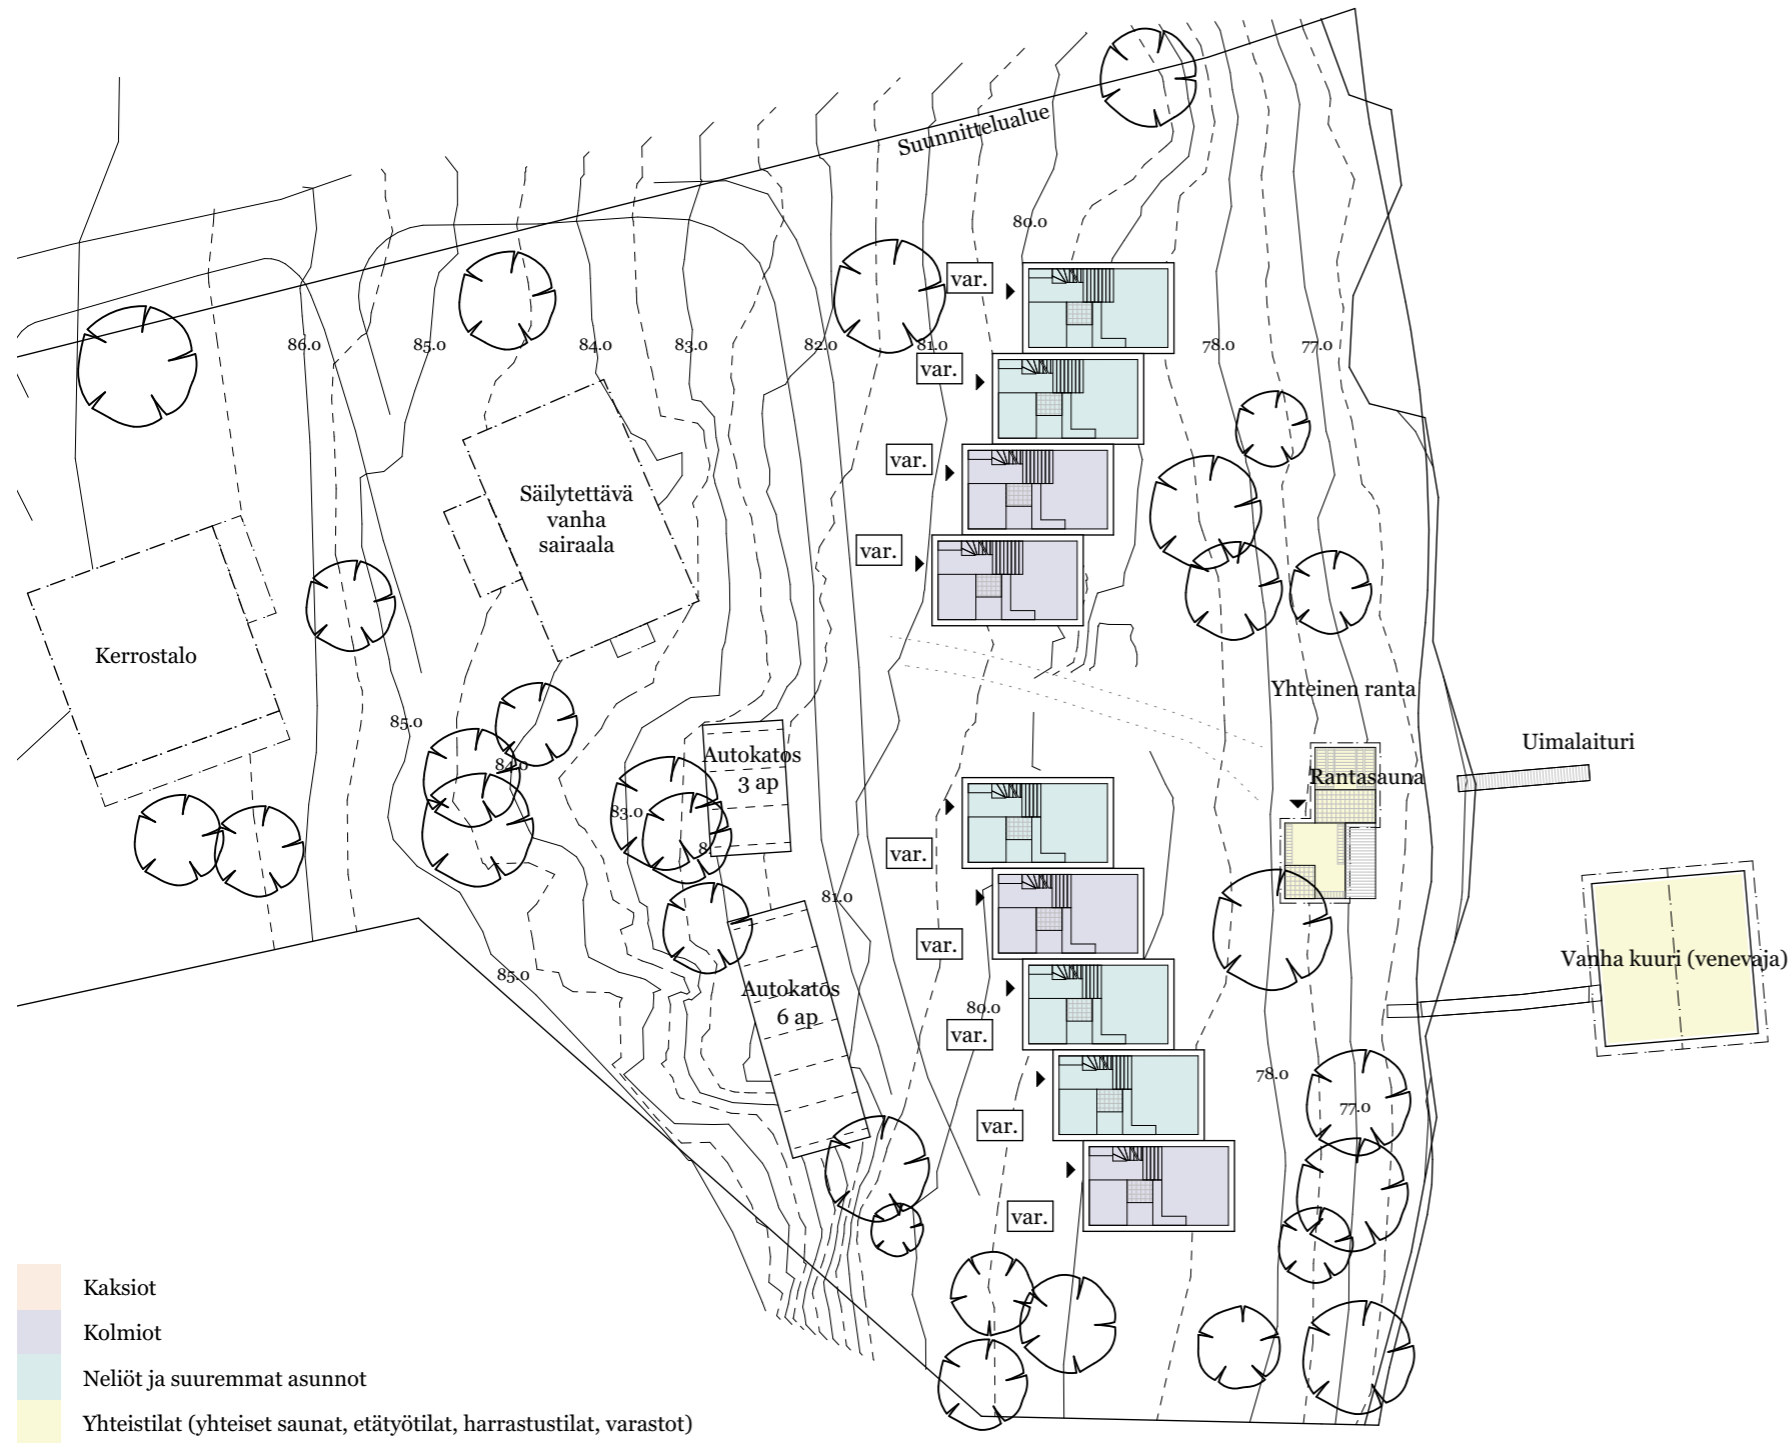 Suunnittelualue
80.0
var.
86.0
85.0
84.0
83.0
82.0
81.0
78.0
77.0
var.
var.
Säilytettävä
vanha
sairaala
var.
Kerrostalo
Yhteinen ranta
85.0
Uimalaituri
Autokatos
3 ap
84.0
Rantasauna
83.0
8
var.
81.0
var.
Vanha kuuri (venevaja)
85.0
Autokatos
6 ap
80.0
var.
78.0
77.0
var.
var.
Kaksiot
Kolmiot
Neliöt ja suuremmat asunnot
Yhteistilat (yhteiset saunat, etätyötilat, harrastustilat, varastot)